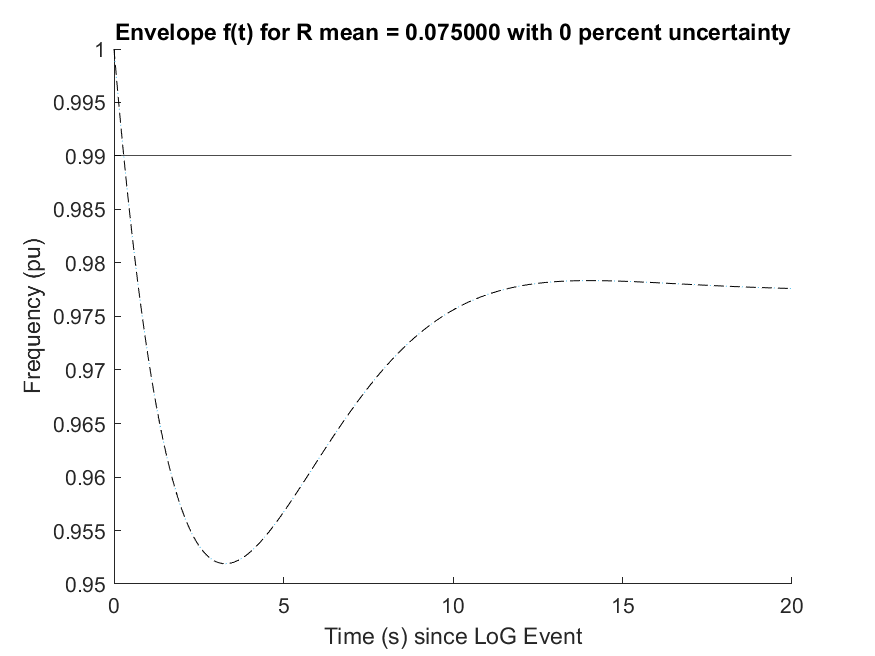 Envelope f(t) for R mean = 0.075000 with 0 percent uncertainty
1
0.995
0.99
0.985
0.98
0.975
0.97
0.965
0.96
0.955
0.95
Frequency (pu)
0 5 10 15 20
Time (s) since LoG Event